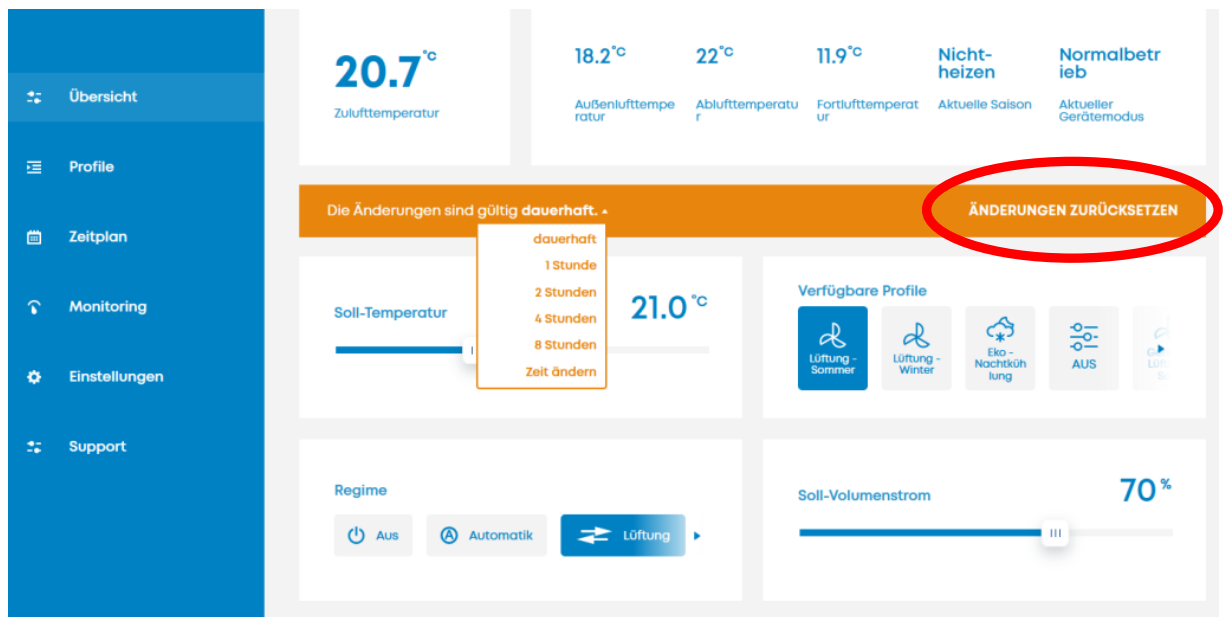 Übersicht
Profile
Zeitplan
Monitoring
Einstellungen
Support
20.7°C
Zulufttemperatur
18.2°C
Außenlufttempe
ratur
22°C
Ablufttemperatu
r
11.9°C
Fortlufttemperat
ur
Nicht-
heizen
Aktuelle Saison
Normalbetr
ieb
Aktueller
Gerätemodus
Die Änderungen sind gültig dauerhaft.
ÄNDERUNGEN ZURÜCKSETZEN
dauerhaft
1 Stunde
2 Stunden
4 Stunden
8 Stunden
Zeit ändern
Soll-Temperatur
21.0 °C
Verfügbare Profile
Lüftung -
Sommer
Lüftung -
Winter
Eko -
Nachtküh
lung
AUS
Regime
Aus
Automatik
Lüftung
Soll-Volumenstrom
70 %